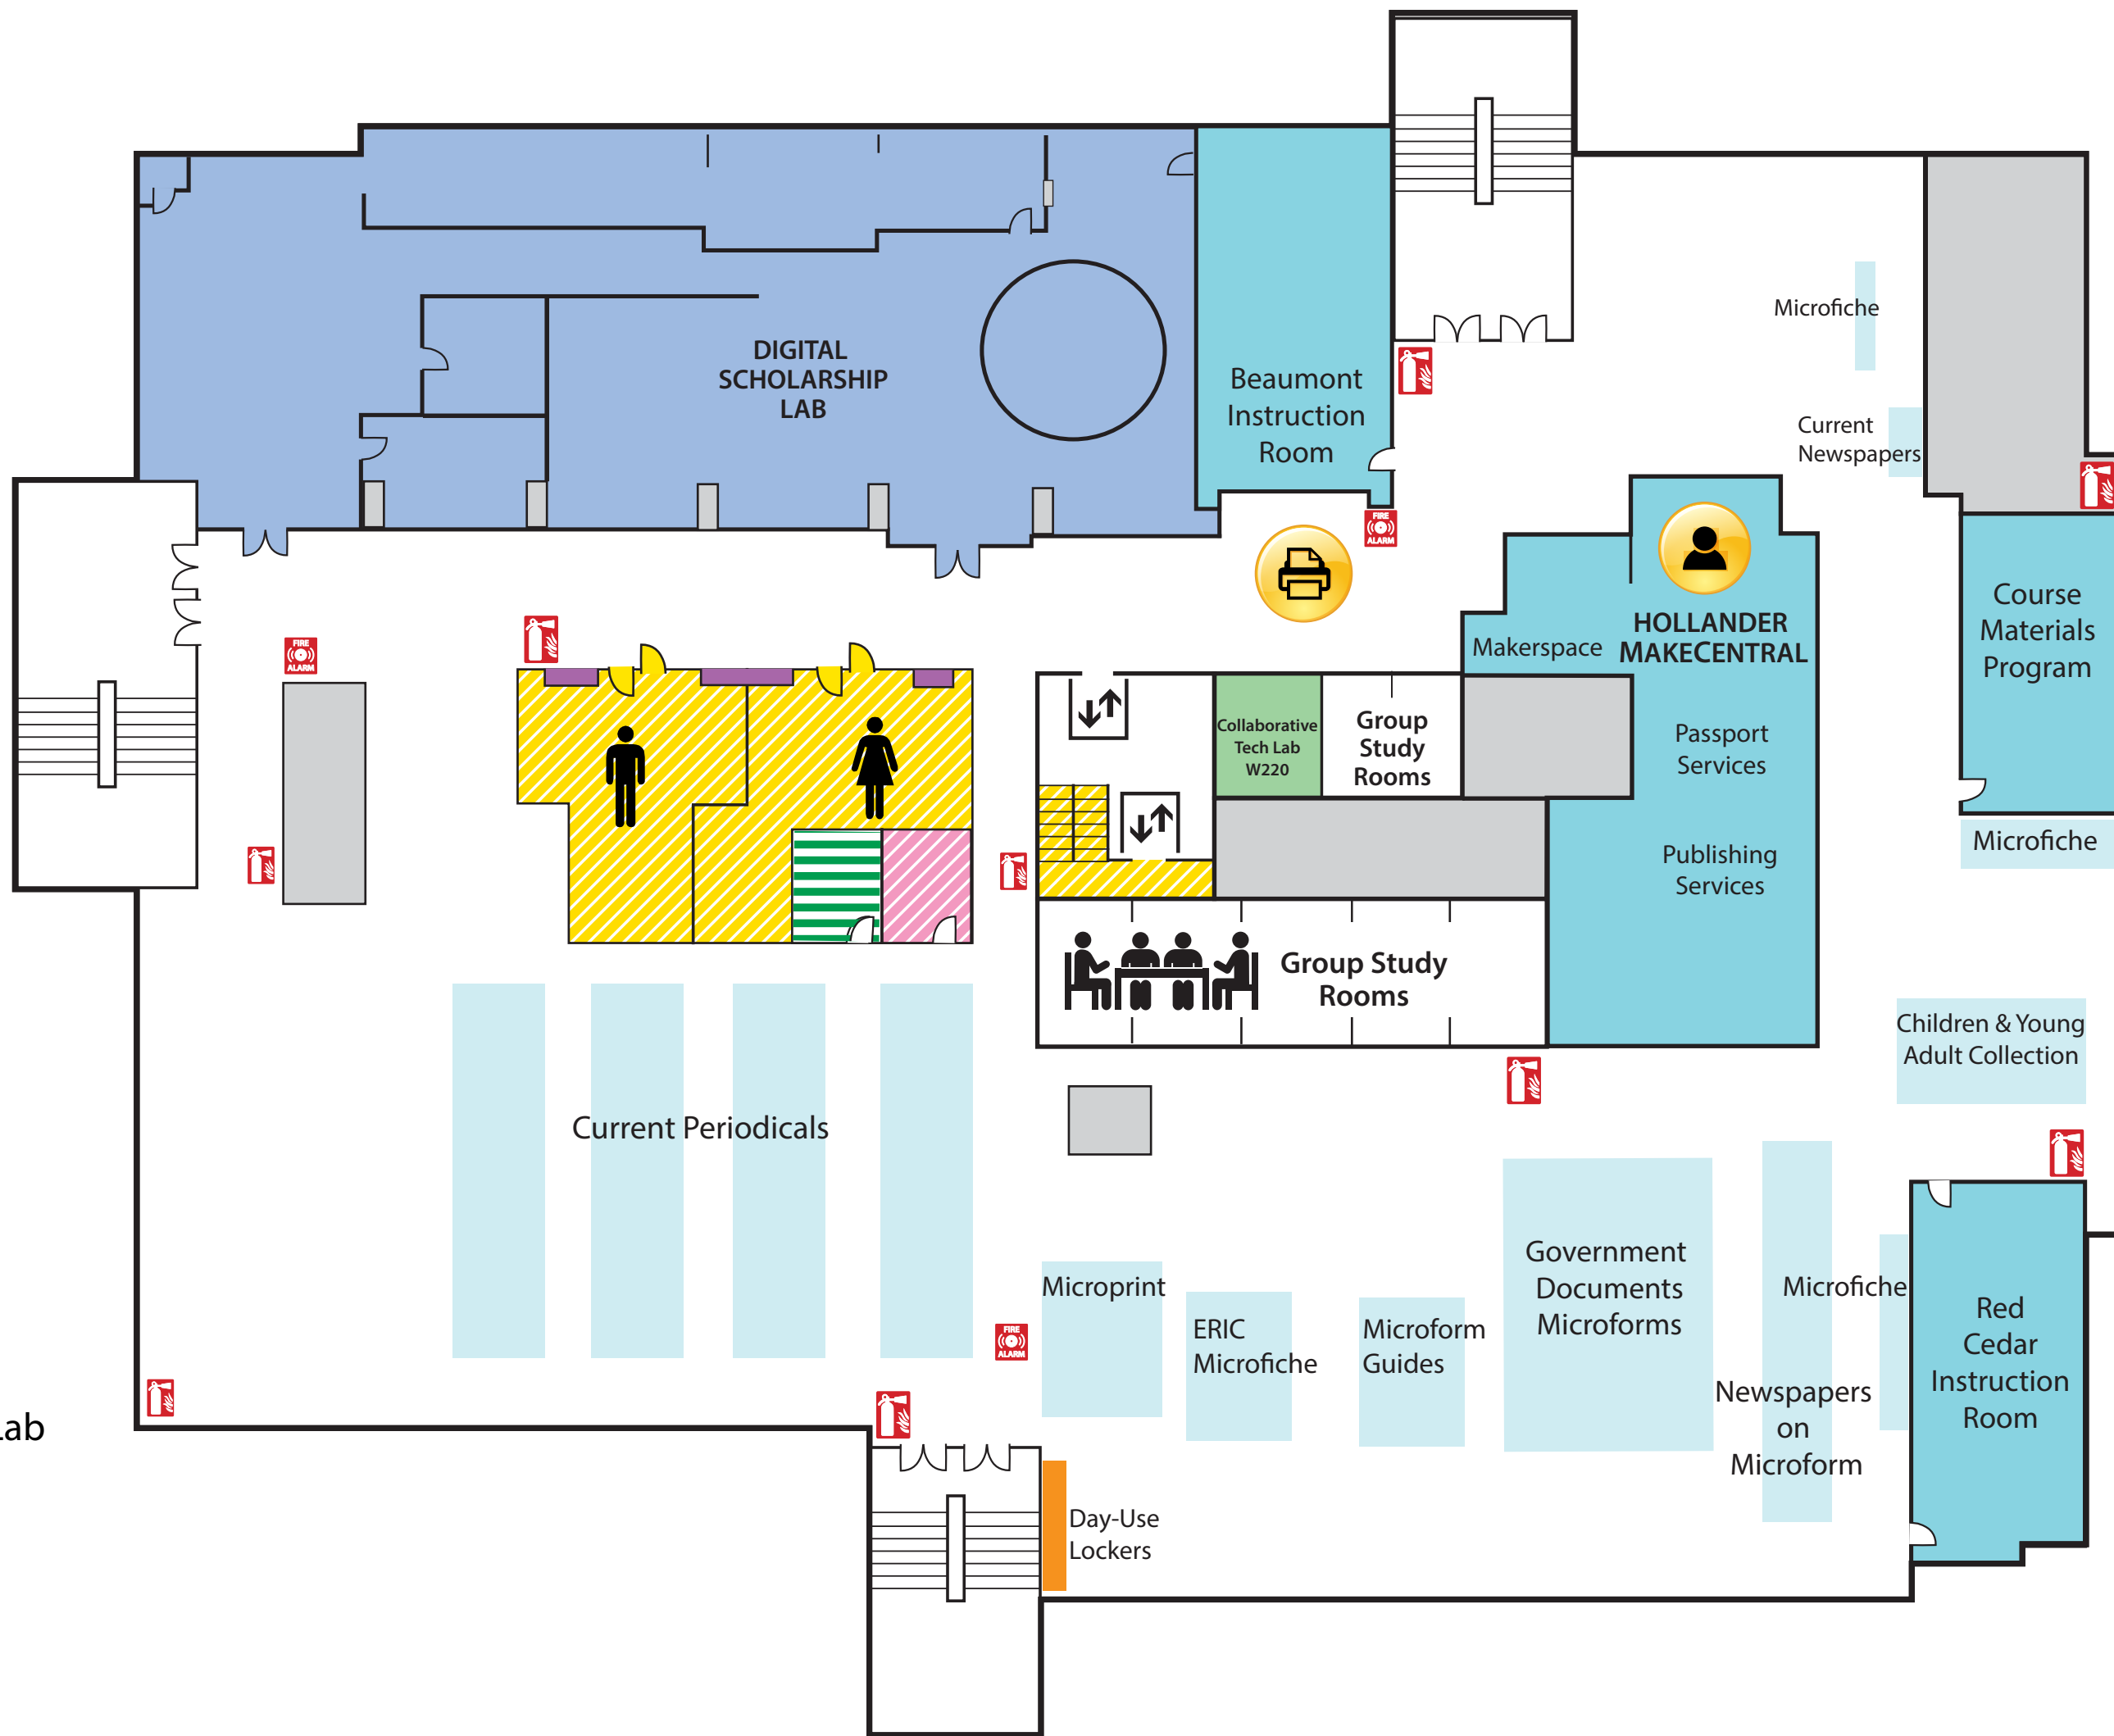 DIGITAL
SCHOLARSHIP
LAB
Beaumont
Instruction
Room
Microfiche
Current
Newspapers
FIRE
ALARM
HOLLANDER
MAKECENTRAL
Makerspace
Course
Materials
Program
FIRE
ALARM
Collaborative
Tech Lab
W220
Group
Study
Rooms
Passport
Services
Publishing
Services
Microfiche
Group Study
Rooms
Children & Young
Adult Collection
Current Periodicals
Microprint
ERIC
Microfiche
Microform
Guides
Government
Documents
Microforms
Microfiche
Newspapers
on
Microform
Red
Cedar
Instruction
Room
FIRE
ALARM
Lab
Day-Use
Lockers